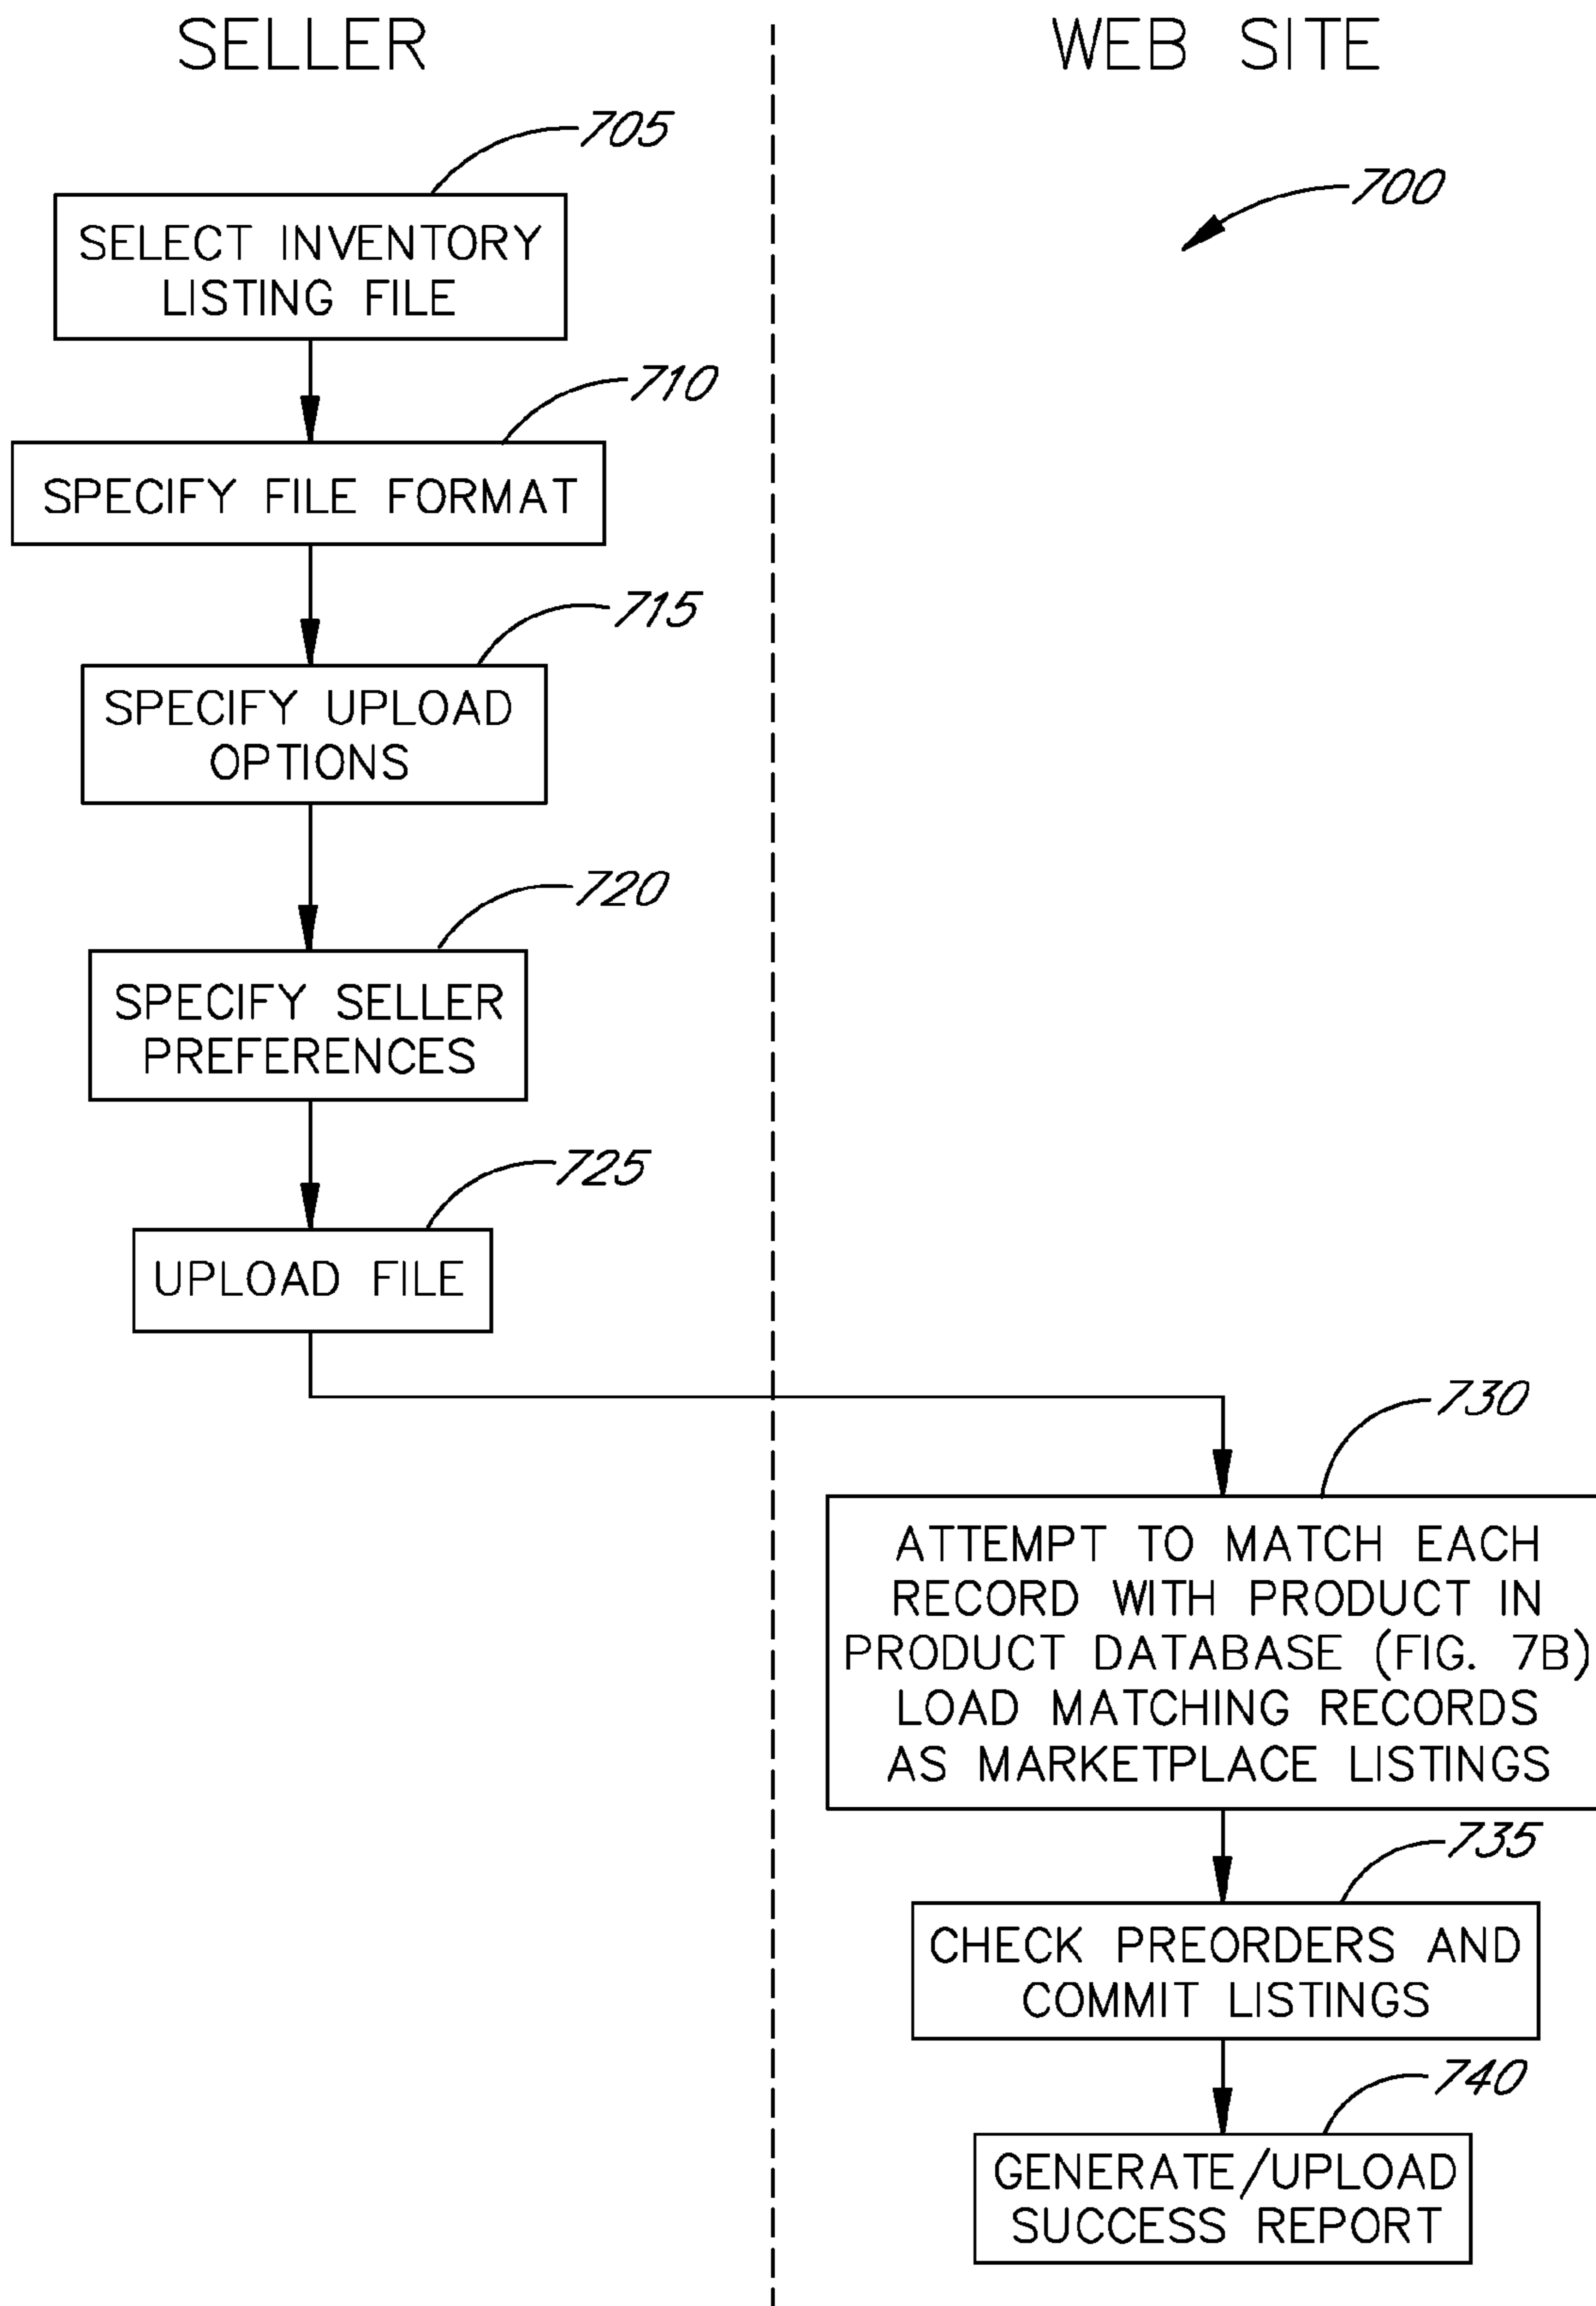 SELLER
WEB SITE
705
700
SELECT INVENTORY
LISTING FILE
710
SPECIFY FILE FORMAT
715
SPECIFY UPLOAD
OPTIONS
720
SPECIFY SELLER
PREFERENCES
725
UPLOAD FILE
730
ATTEMPT TO MATCH EACH
RECORD WITH PRODUCT IN
PRODUCT DATABASE (FIG. 7B)
LOAD MATCHING RECORDS
AS MARKETPLACE LISTINGS
735
CHECK PREORDERS AND
COMMIT LISTINGS
740
GENERATE/UPLOAD
SUCCESS REPORT